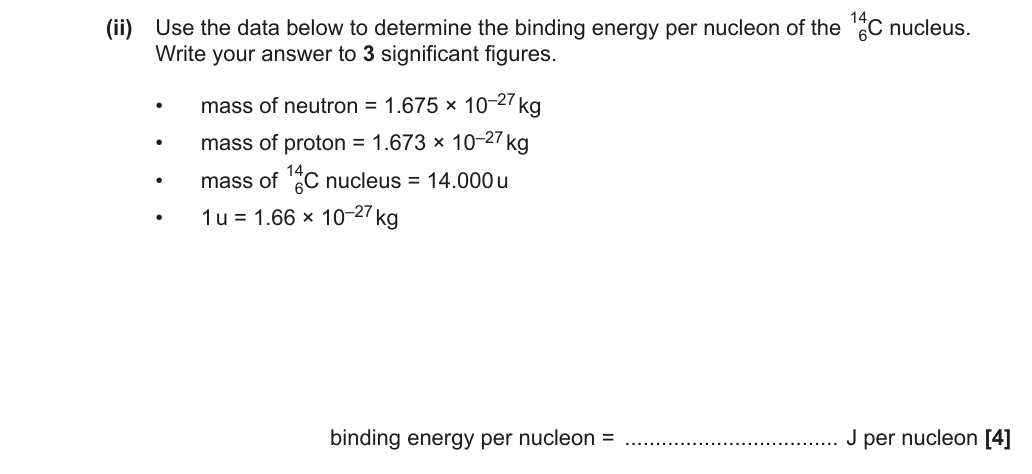 (ii) Use the data below to determine the binding energy per nucleon of the ¹⁴₆C nucleus.
Write your answer to 3 significant figures.
• mass of neutron = 1.675 × 10⁻²⁷ kg
• mass of proton = 1.673 × 10⁻²⁷ kg
• mass of ¹⁴₆C nucleus = 14.000 u
• 1 u = 1.66 × 10⁻²⁷ kg
binding energy per nucleon = ................................... J per nucleon [4]